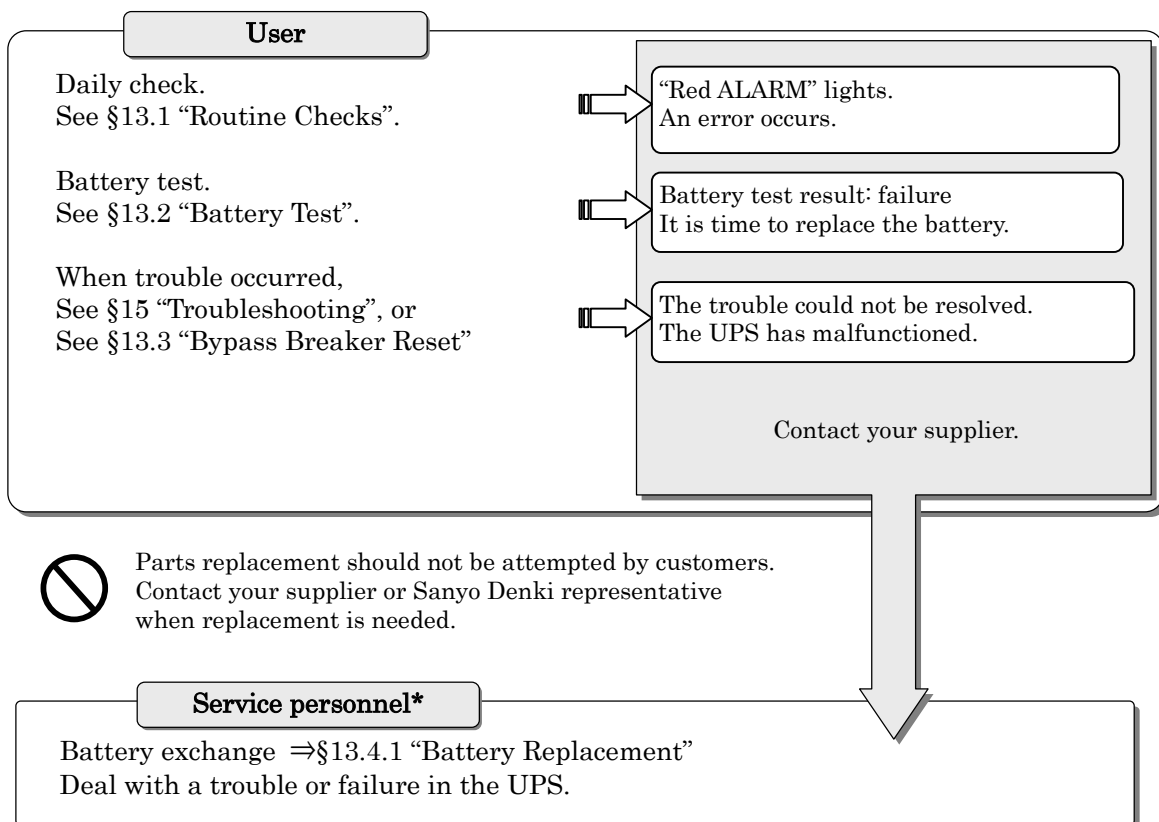 User
Daily check.
See §13.1 “Routine Checks”.
“Red ALARM” lights.
An error occurs.
Battery test.
See §13.2 “Battery Test”.
Battery test result: failure
It is time to replace the battery.
When trouble occurred,
See §15 “Troubleshooting”, or
See §13.3 “Bypass Breaker Reset”
The trouble could not be resolved.
The UPS has malfunctioned.
Contact your supplier.
Parts replacement should not be attempted by customers.
Contact your supplier or Sanyo Denki representative
when replacement is needed.
Service personnel*
Battery exchange ⇒§13.4.1 “Battery Replacement”
Deal with a trouble or failure in the UPS.